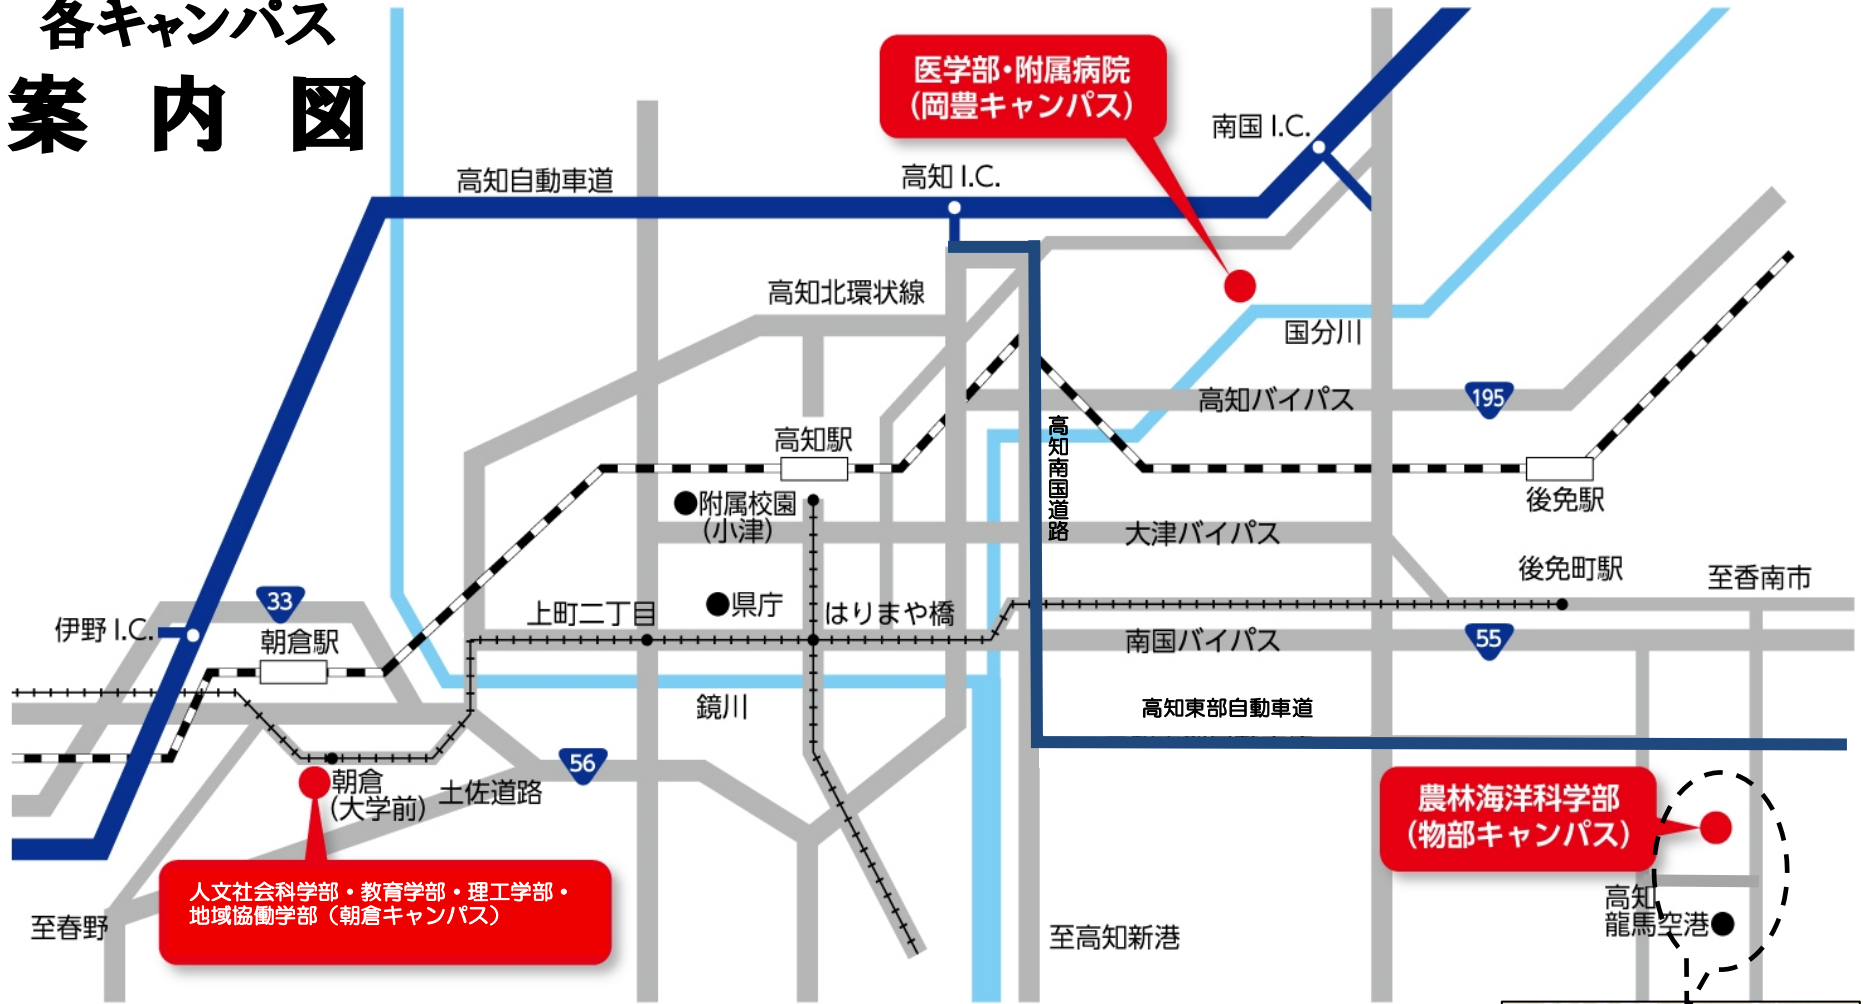 各キャンパス
案内図
医学部・附属病院
(岡豊キャンパス)
南国 I.C.
高知自動車道
高知 I.C.
高知北環状線
国分川
高知バイパス
195
高知駅
高知南国道路
後免駅
附属校園
(小津)
大津バイパス
後免町駅
至香南市
33
県庁
上町二丁目
はりまや橋
伊野 I.C.
朝倉駅
南国バイパス
55
鏡川
高知東部自動車道
56
朝倉
(大学前)
土佐道路
農林海洋科学部
(物部キャンパス)
人文社会科学部・教育学部・理工学部・
地域協働学部（朝倉キャンパス）
高知
龍馬空港
至春野
至高知新港